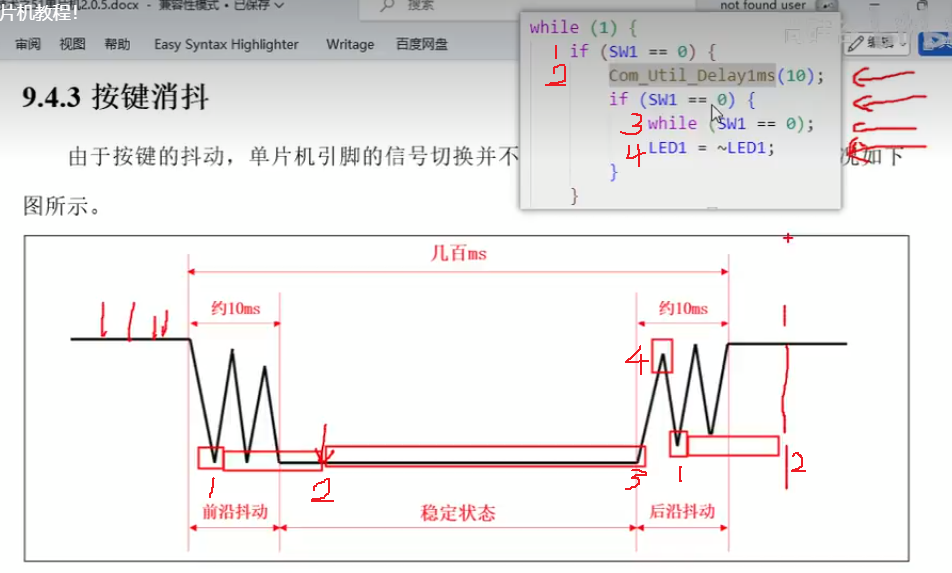 2.0.5.docx - 兼容性模式 • 已保存
搜索
not found user
片机教程!
审阅 视图 帮助 Easy Syntax Highlighter Writage 百度网盘
编辑
while (1) {
1 if (SW1 == 0) {
2 Com_Util_Delay1ms(10);
if (SW1 == 0) {
3 while (SW1 == 0);
4 LED1 = ~LED1;
}
}
9.4.3 按键消抖
由于按键的抖动，单片机引脚的信号切换并不
况如下
图所示。
几百ms
约10ms
约10ms
1
4
1
2
3
1
2
前沿抖动
稳定状态
后沿抖动